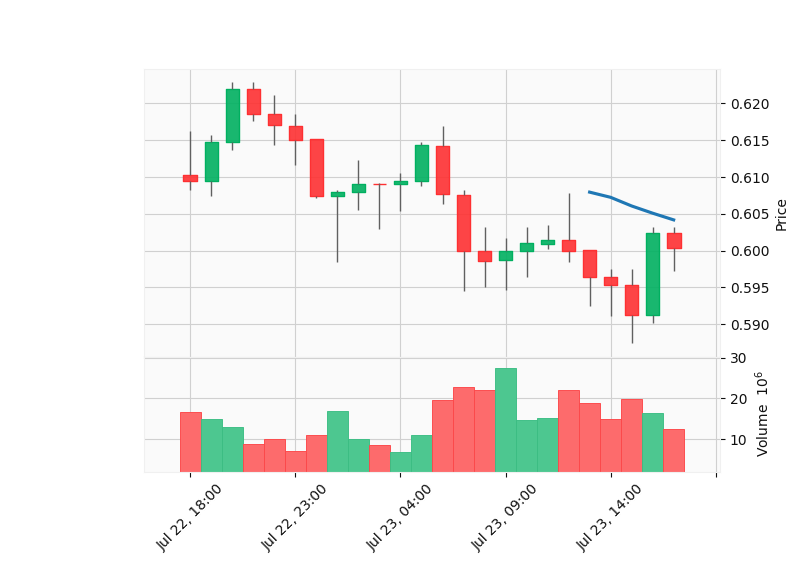 0.620
0.615
0.610
0.605
0.600
0.595
0.590
Price
30
20
10
Volume 10^6
Jul 22, 18:00
Jul 22, 23:00
Jul 23, 04:00
Jul 23, 09:00
Jul 23, 14:00